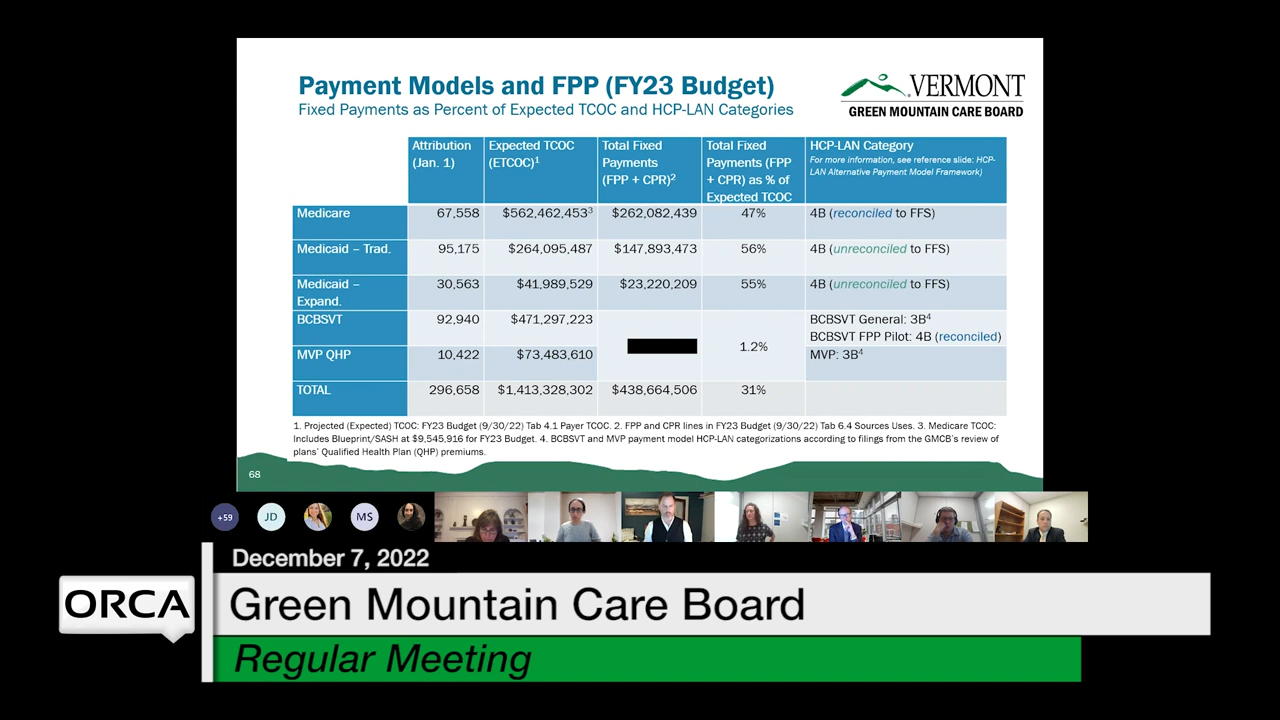 Payment Models and FPP (FY23 Budget)
Fixed Payments as Percent of Expected TCOC and HCP-LAN Categories
VERMONT
GREEN MOUNTAIN CARE BOARD
Attribution (Jan. 1)
Expected TCOC (ETCOC)1
Total Fixed Payments (FPP + CPR)2
Total Fixed Payments (FPP + CPR) as % of Expected TCOC
HCP-LAN Category
For more information, see reference slide: HCP-
LAN Alternative Payment Model Framework)
Medicare 67,558 $562,462,4533 $262,082,439 47% 4B (reconciled to FFS)
Medicaid – Trad. 95,175 $264,095,487 $147,893,473 56% 4B (unreconciled to FFS)
Medicaid – Expand. 30,563 $41,989,529 $23,220,209 55% 4B (unreconciled to FFS)
BCBSVT 92,940 $471,297,223 BCBSVT General: 3B4
BCBSVT FPP Pilot: 4B (reconciled)
1.2%
MVP QHP 10,422 $73,483,610 MVP: 3B4
TOTAL 296,658 $1,413,328,302 $438,664,506 31%
1. Projected (Expected) TCOC: FY23 Budget (9/30/22) Tab 4.1 Payer TCOC. 2. FPP and CPR lines in FY23 Budget (9/30/22) Tab 6.4 Sources Uses. 3. Medicare TCOC:
Includes Blueprint/SASH at $9,545,916 for FY23 Budget. 4. BCBSVT and MVP payment model HCP-LAN categorizations according to filings from the GMCB's review of
plans' Qualified Health Plan (QHP) premiums.
68
+59
JD
MS
December 7, 2022
ORCA
Green Mountain Care Board
Regular Meeting